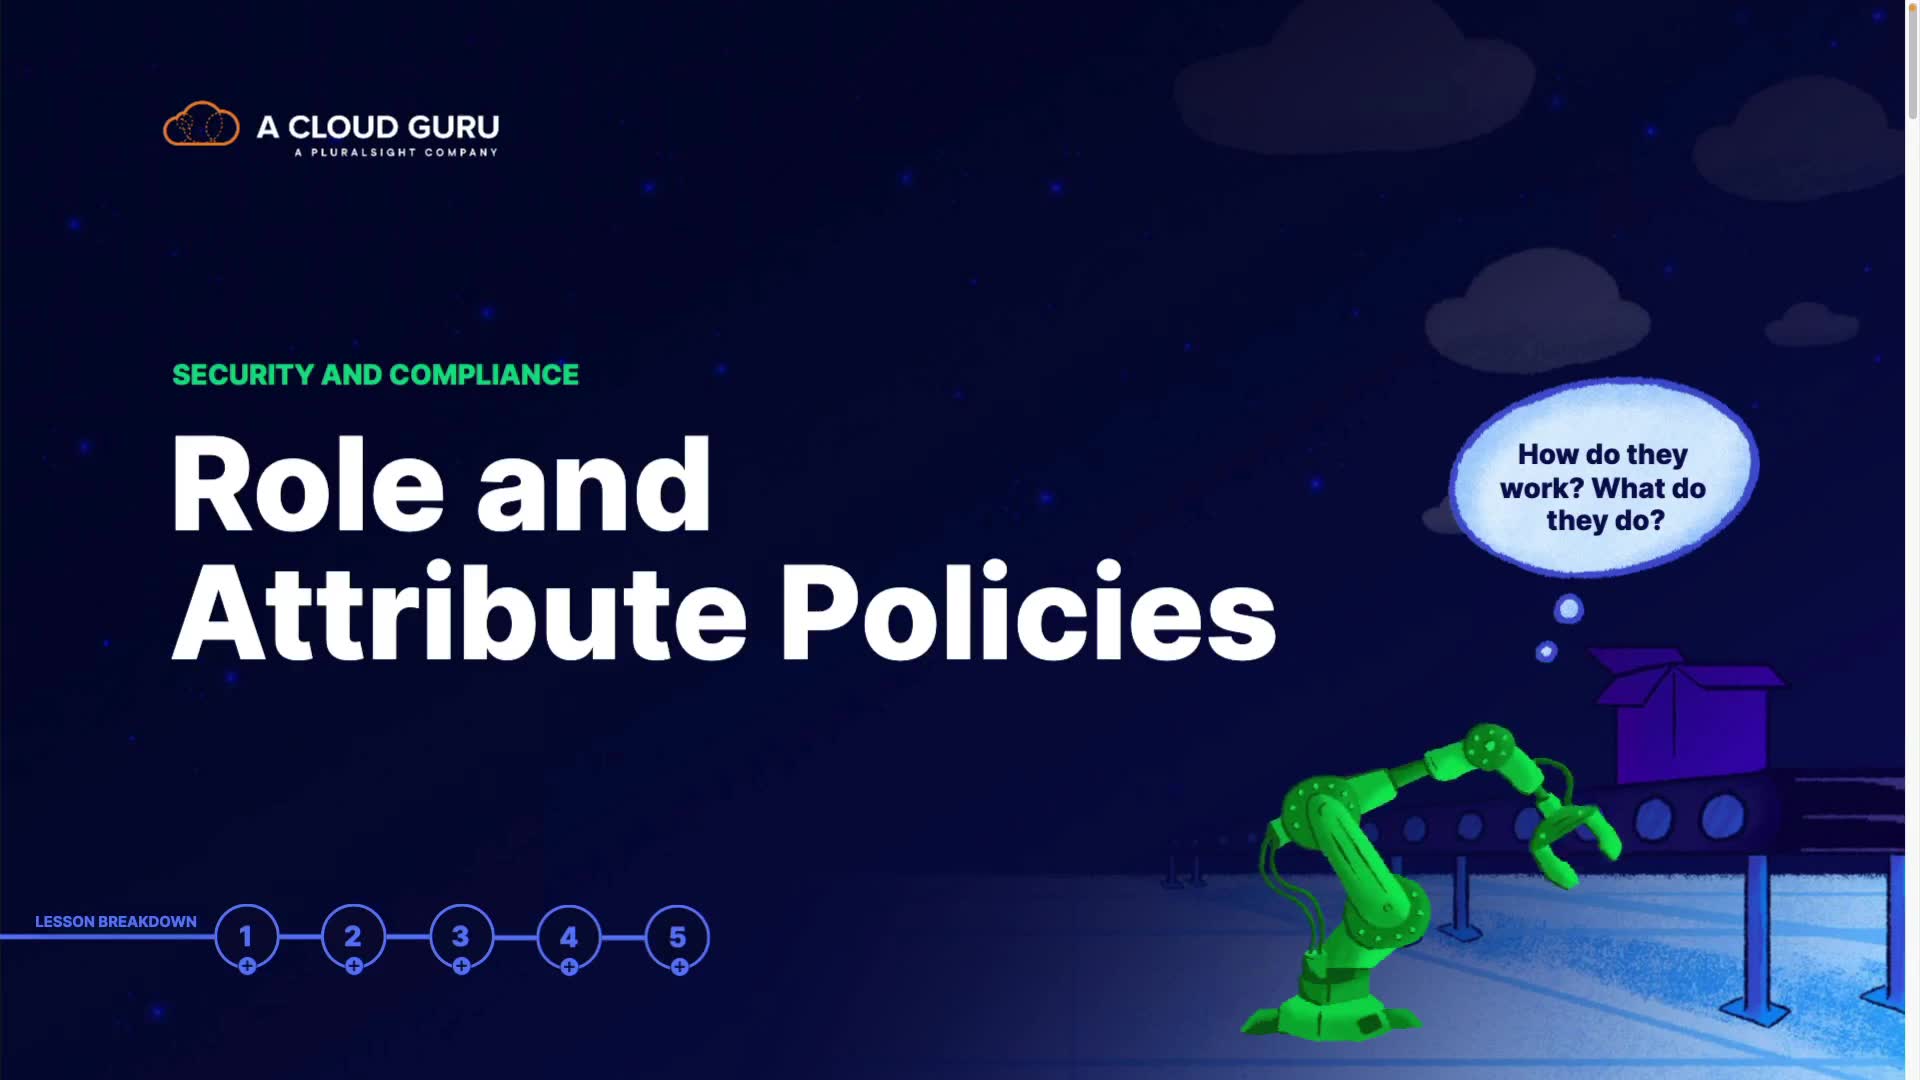 A CLOUD GURU
A PLURALSIGHT COMPANY
SECURITY AND COMPLIANCE
Role and
Attribute Policies
How do they
work? What do
they do?
LESSON BREAKDOWN
1
2
3
4
5